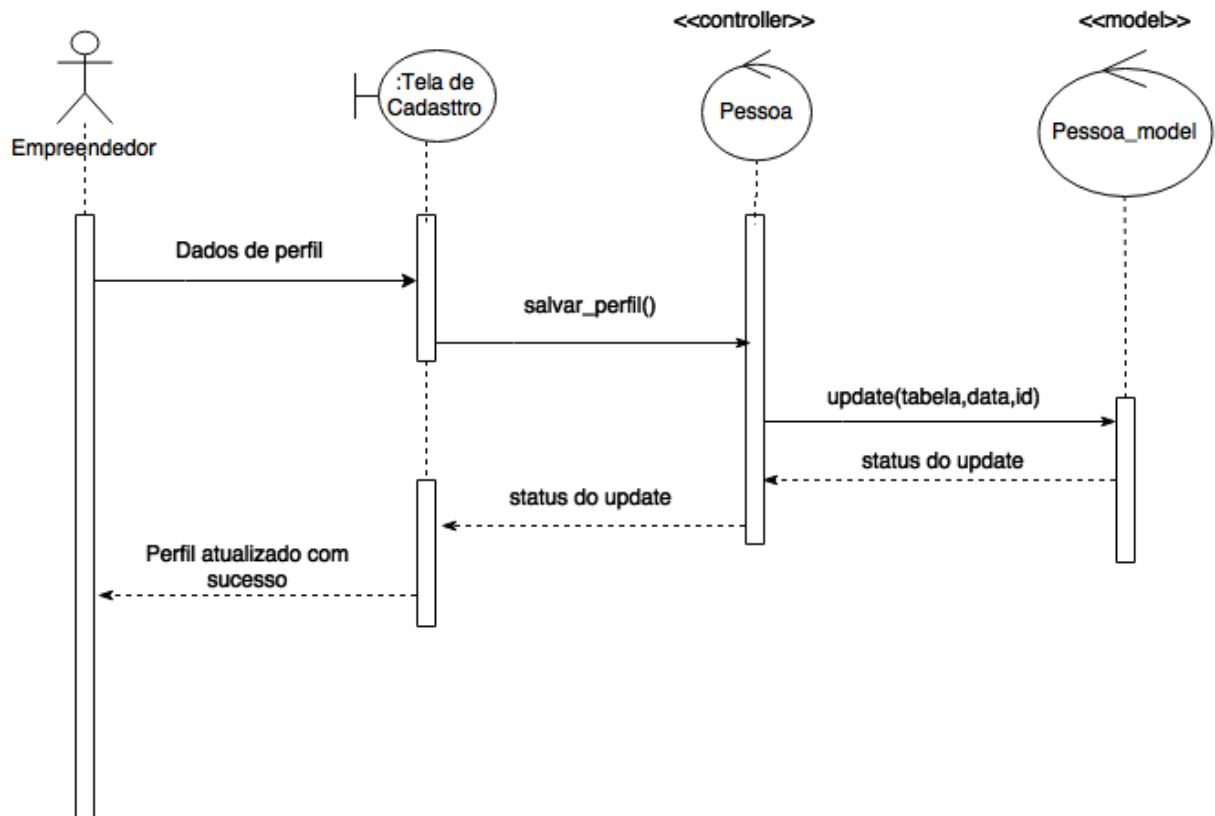 <<controller>>
<<model>>
:Tela de
Cadasttro
Pessoa
Pessoa_model
Empreendedor
Dados de perfil
salvar_perfil()
update(tabela,data,id)
status do update
status do update
Perfil atualizado com
sucesso